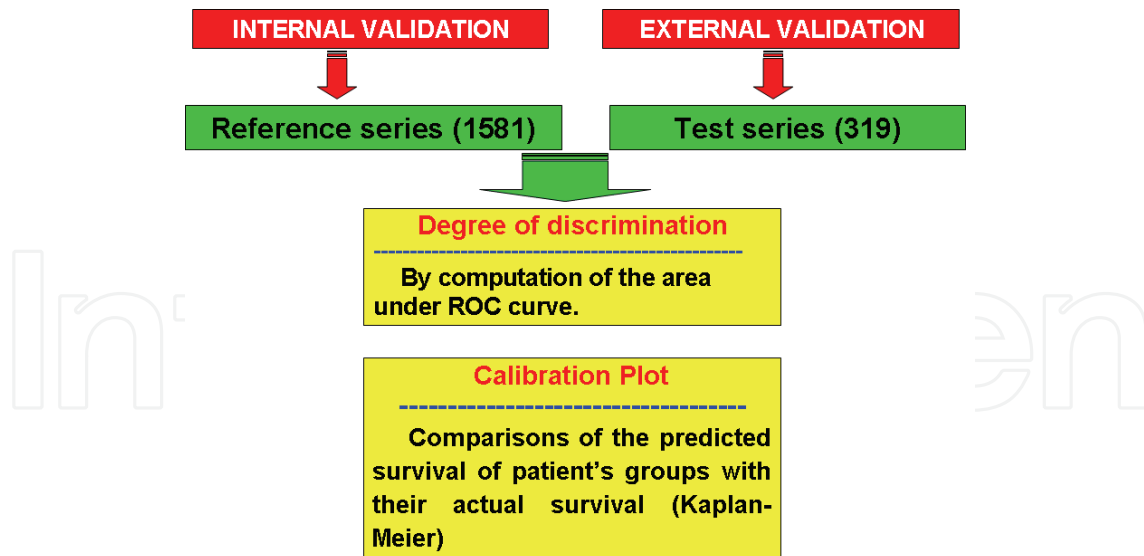 INTERNAL VALIDATION
EXTERNAL VALIDATION
Reference series (1581)
Test series (319)
Degree of discrimination
By computation of the area
under ROC curve.
Calibration Plot
Comparisons of the predicted
survival of patient's groups with
their actual survival (Kaplan-
Meier)